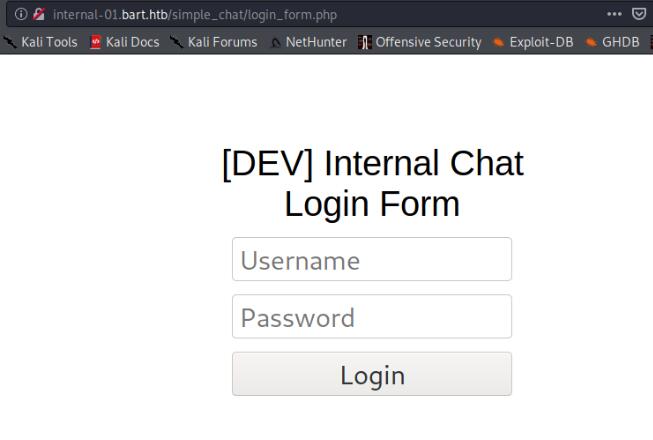 internal-01.bart.htb/simple_chat/login_form.php
Kali Tools Kali Docs Kali Forums NetHunter Offensive Security Exploit-DB GHDB
[DEV] Internal Chat
Login Form
Username
Password
Login